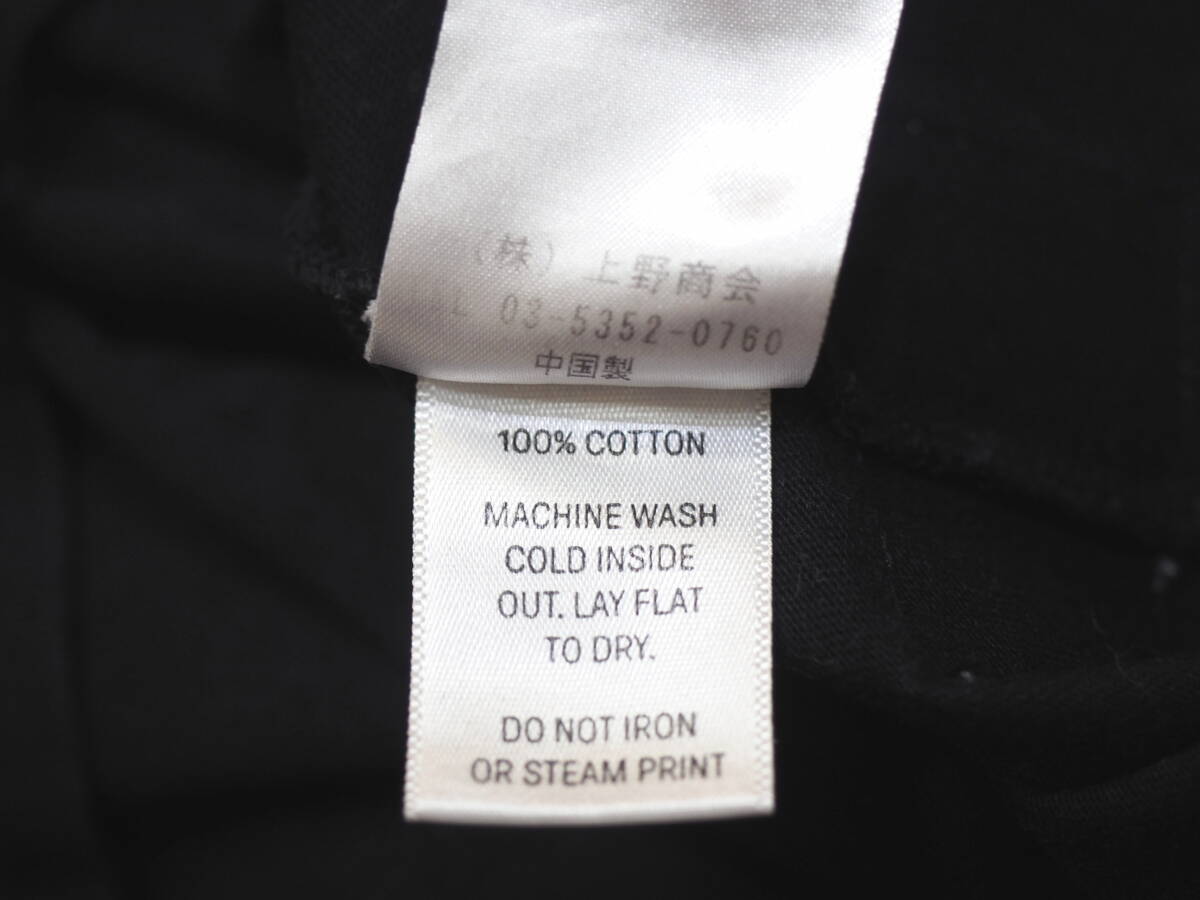 (株) 上野商会
TEL 03-5352-0760
中国製
100% COTTON
MACHINE WASH
COLD INSIDE
OUT. LAY FLAT
TO DRY.
DO NOT IRON
OR STEAM PRINT